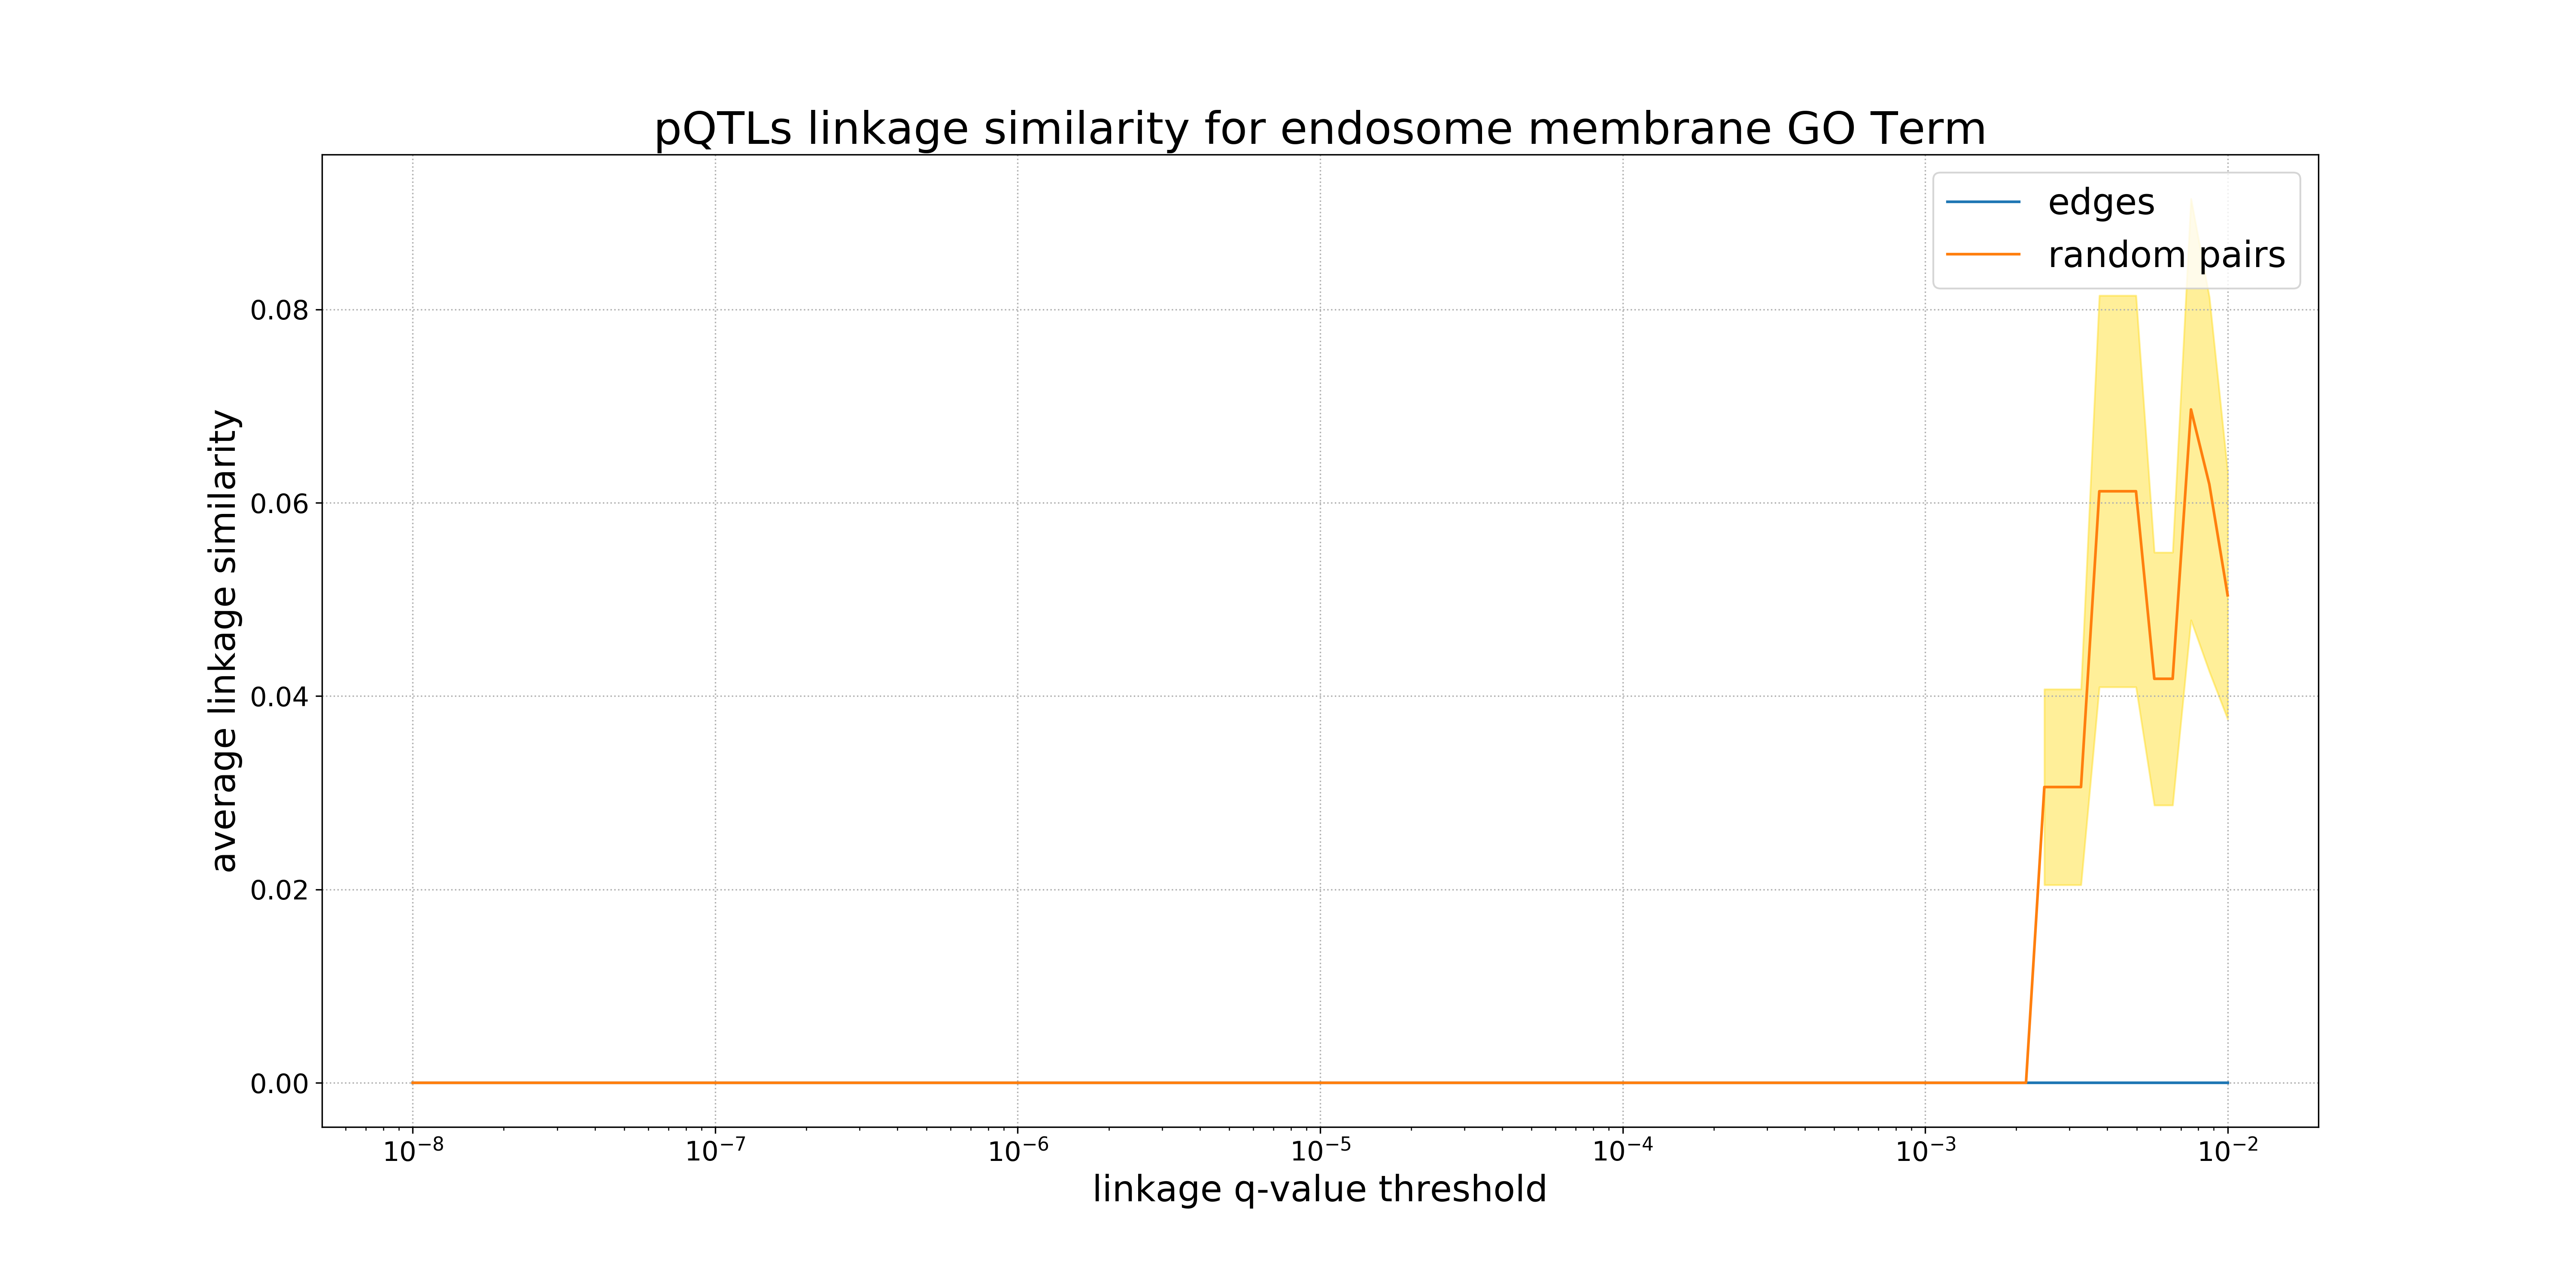 pQTLs linkage similarity for endosome membrane GO Term
edges
random pairs
average linkage similarity
0.08
0.06
0.04
0.02
0.00
10⁻⁸ 10⁻⁷ 10⁻⁶ 10⁻⁵ 10⁻⁴ 10⁻³ 10⁻²
linkage q-value threshold